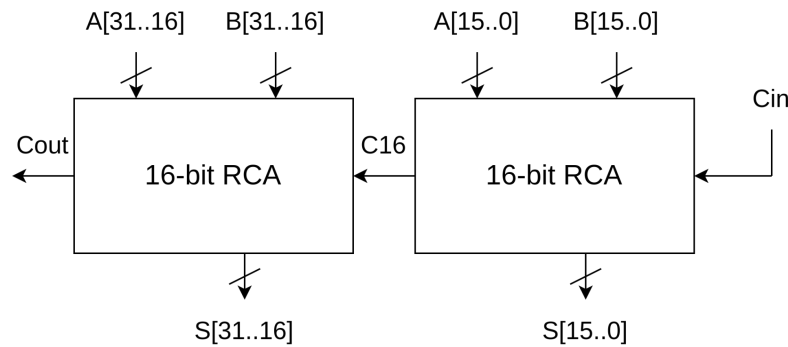 A[31..16] B[31..16] A[15..0] B[15..0]
Cin
Cout C16
16-bit RCA 16-bit RCA
S[31..16] S[15..0]